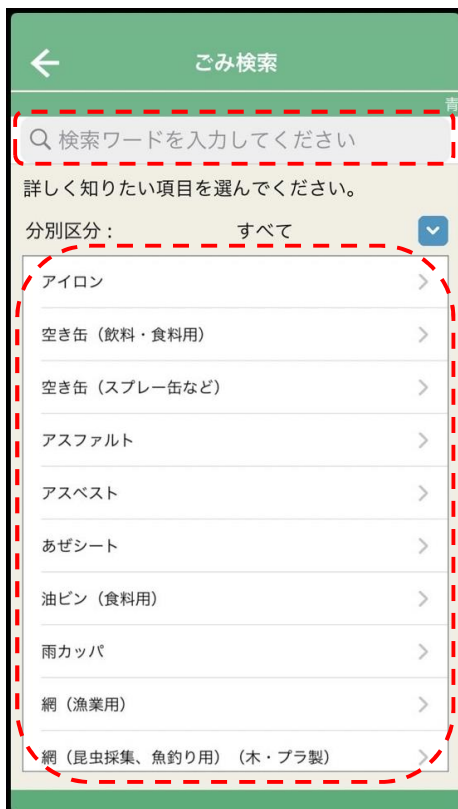 ごみ検索
青
検索ワードを入力してください
詳しく知りたい項目を選んでください。
分別区分： すべて
アイロン
空き缶（飲料・食料用）
空き缶（スプレー缶など）
アスファルト
アスベスト
あぜシート
油ビン（食料用）
雨カッパ
網（漁業用）
網（昆虫採集、魚釣り用）（木・プラ製）